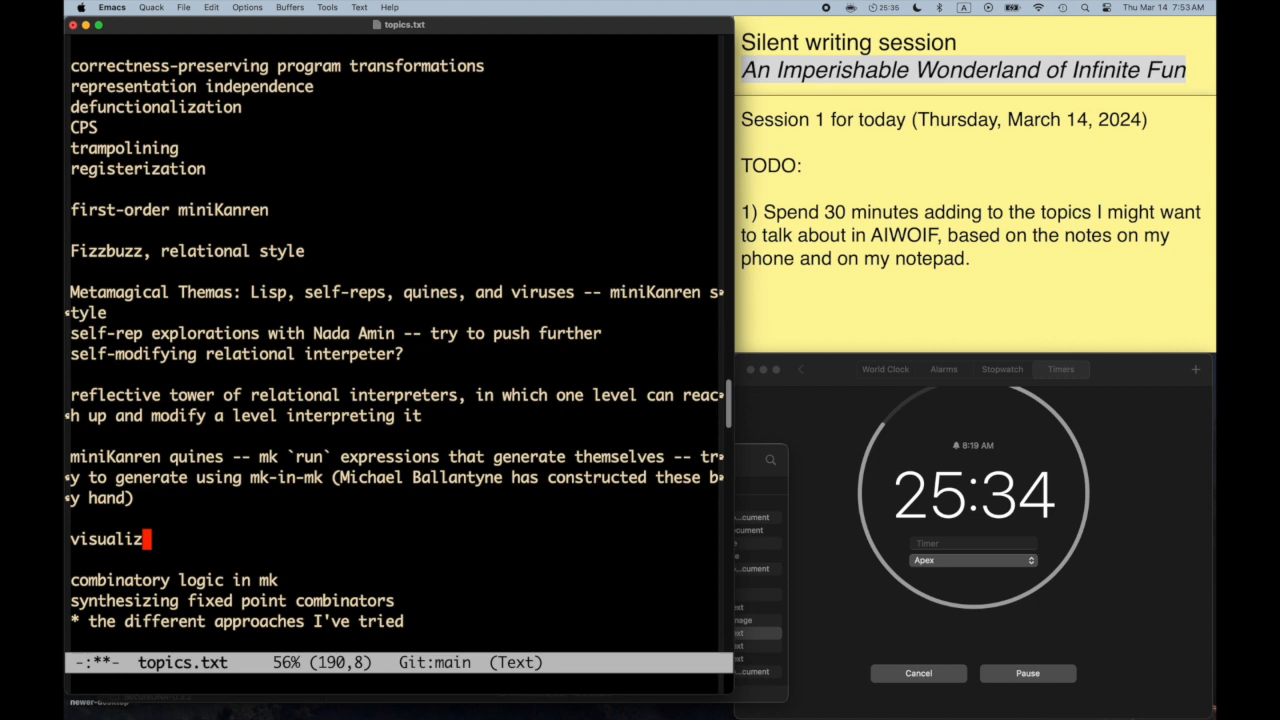 Emacs Quack File Edit Options Buffers Tools Text Help
25:35 A Thu Mar 14 7:53 AM
topics.txt
correctness-preserving program transformations
representation independence
defunctionalization
CPS
trampolining
registerization
first-order miniKanren
Fizzbuzz, relational style
Metamagical Themas: Lisp, self-reps, quines, and viruses -- miniKanren s
tyle
self-rep explorations with Nada Amin -- try to push further
self-modifying relational interpeter?
reflective tower of relational interpreters, in which one level can reac
h up and modify a level interpreting it
miniKanren quines -- mk `run` expressions that generate themselves -- tr
y to generate using mk-in-mk (Michael Ballantyne has constructed these b
y hand)
visualiz
combinatory logic in mk
synthesizing fixed point combinators
* the different approaches I've tried
-:**- topics.txt 56% (190,8) Git:main (Text)
newer-desktop
Silent writing session
An Imperishable Wonderland of Infinite Fun
Session 1 for today (Thursday, March 14, 2024)
TODO:
1) Spend 30 minutes adding to the topics I might want
to talk about in AIWOIF, based on the notes on my
phone and on my notepad.
World Clock Alarms Stopwatch Timers
8:19 AM
25:34
Timer
Apex
Cancel Pause
...cument
ocument
...cument